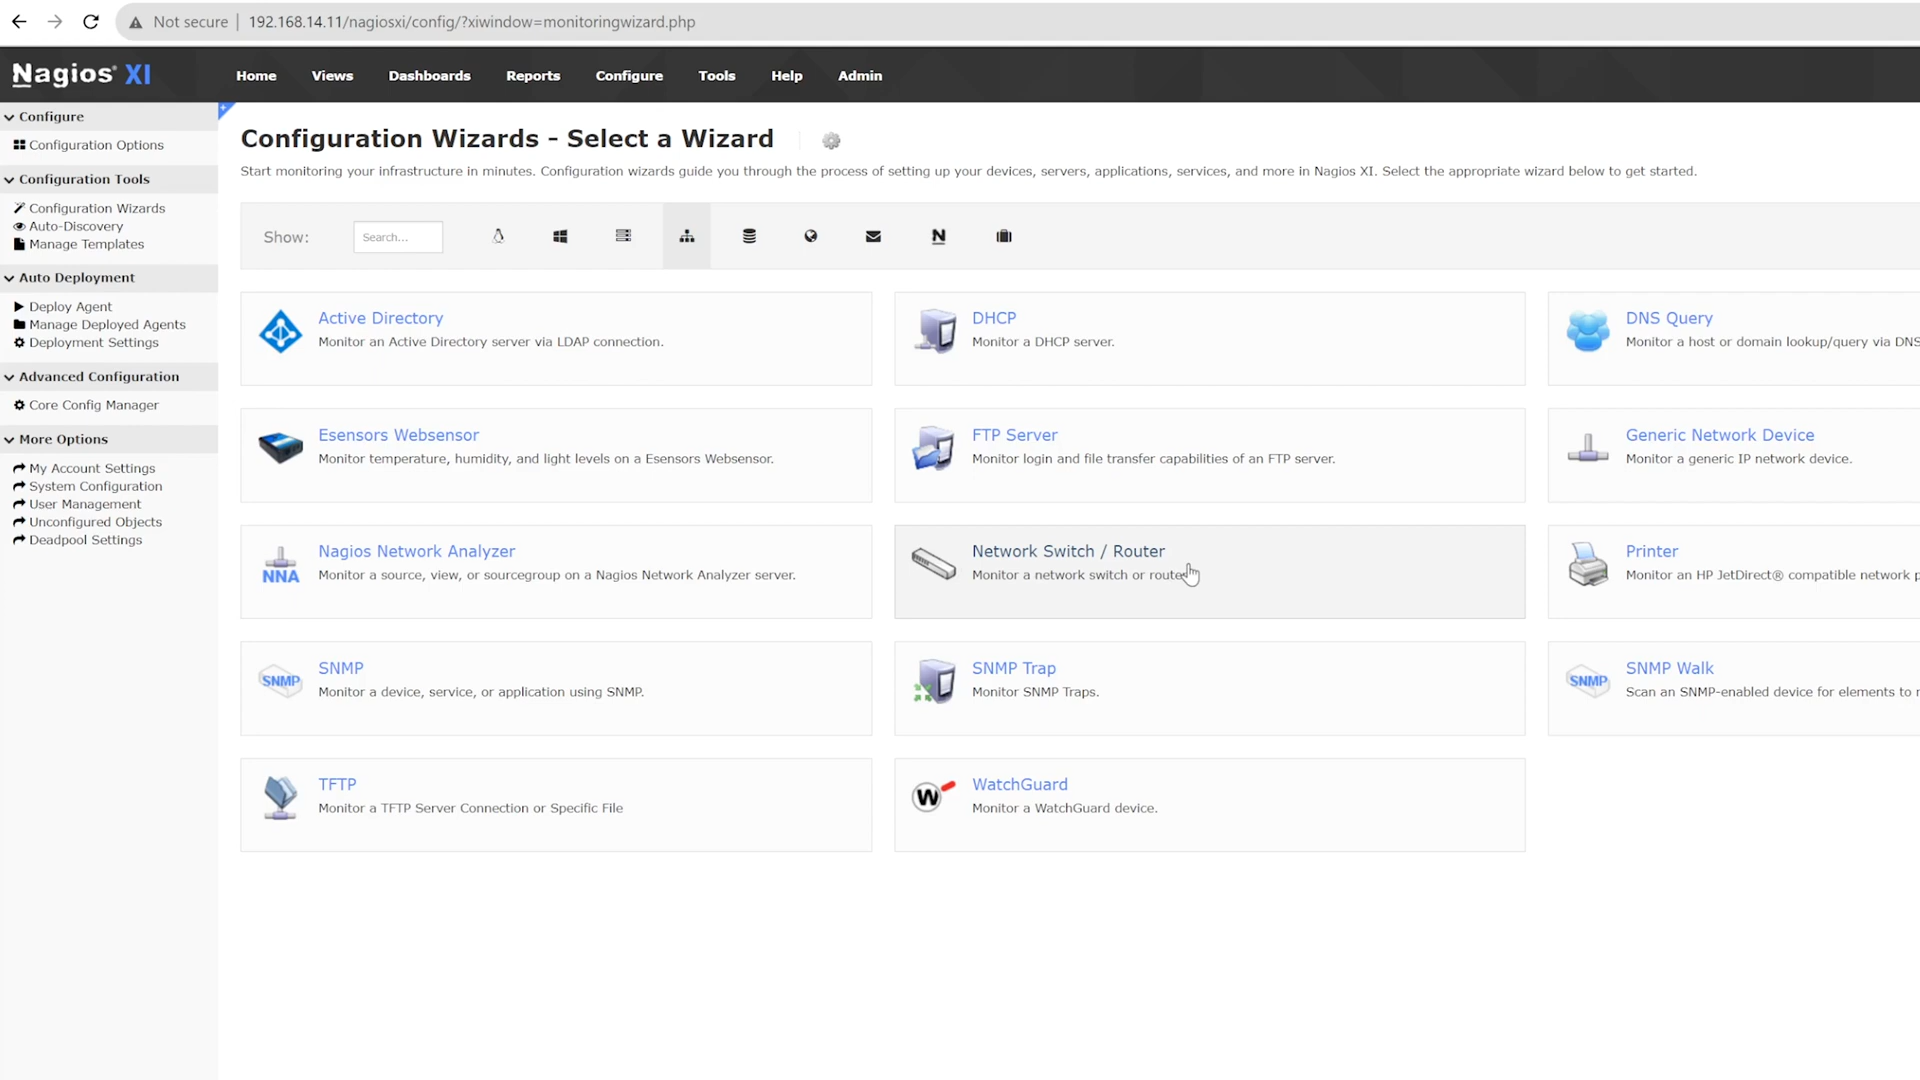 Not secure | 192.168.14.11/nagiosxi/config/?xiwindow=monitoringwizard.php
Nagios® XI
Home Views Dashboards Reports Configure Tools Help Admin
Configure
Configuration Options
Configuration Tools
Configuration Wizards
Auto-Discovery
Manage Templates
Auto Deployment
Deploy Agent
Manage Deployed Agents
Deployment Settings
Advanced Configuration
Core Config Manager
More Options
My Account Settings
System Configuration
User Management
Unconfigured Objects
Deadpool Settings
Configuration Wizards - Select a Wizard
Start monitoring your infrastructure in minutes. Configuration wizards guide you through the process of setting up your devices, servers, applications, services, and more in Nagios XI. Select the appropriate wizard below to get started.
Show: Search... N
Active Directory
Monitor an Active Directory server via LDAP connection.
DHCP
Monitor a DHCP server.
DNS Query
Monitor a host or domain lookup/query via DNS
Esensors Websensor
Monitor temperature, humidity, and light levels on a Esensors Websensor.
FTP Server
Monitor login and file transfer capabilities of an FTP server.
Generic Network Device
Monitor a generic IP network device.
NNA
Nagios Network Analyzer
Monitor a source, view, or sourcegroup on a Nagios Network Analyzer server.
Network Switch / Router
Monitor a network switch or route
Printer
Monitor an HP JetDirect® compatible network
SNMP
SNMP
Monitor a device, service, or application using SNMP.
SNMP Trap
Monitor SNMP Traps.
SNMP
SNMP Walk
Scan an SNMP-enabled device for elements to
TFTP
Monitor a TFTP Server Connection or Specific File
W
WatchGuard
Monitor a WatchGuard device.